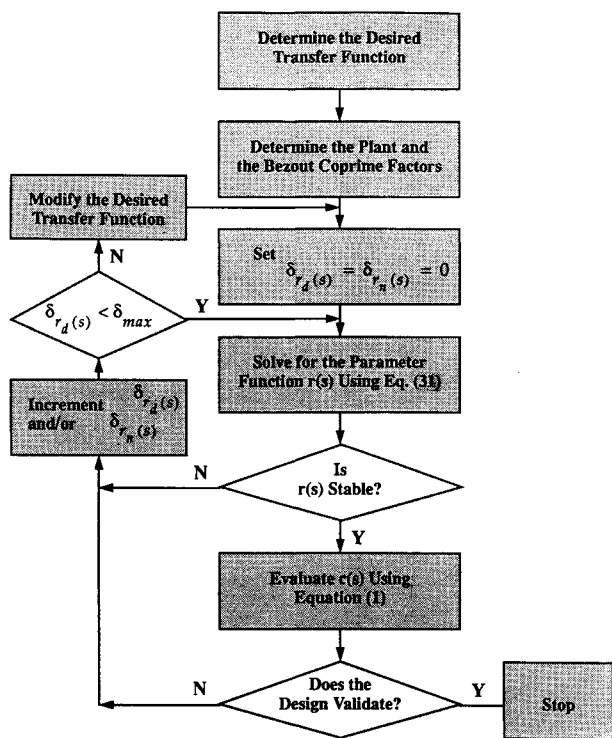 Determine the Desired
Transfer Function
Determine the Plant and
the Bezout Coprime Factors
Modify the Desired
Transfer Function
N
Set
δ_{r_d(s)} = δ_{r_n(s)} = 0
δ_{r_d(s)} < δ_{max}
Y
Solve for the Parameter
Function r(s) Using Eq. (31)
Increment δ_{r_d(s)}
and/or δ_{r_n(s)}
N
Is
r(s) Stable?
Y
Evaluate c(s) Using
Equation (1)
N
Does the
Design Validate?
Y
Stop